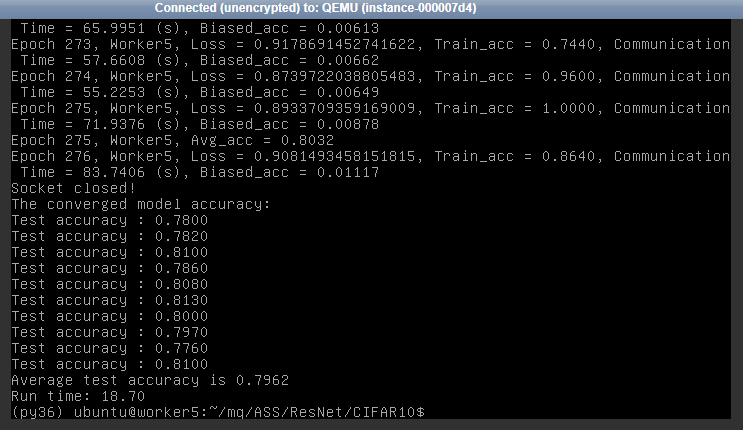 Connected (unencrypted) to: QEMU (instance-000007d4)
Time = 65.9951 (s), Biased_acc = 0.00613
Epoch 273, Worker5, Loss = 0.9178691452741622, Train_acc = 0.7440, Communication
Time = 57.6608 (s), Biased_acc = 0.00662
Epoch 274, Worker5, Loss = 0.8739722038805483, Train_acc = 0.9600, Communication
Time = 55.2253 (s), Biased_acc = 0.00649
Epoch 275, Worker5, Loss = 0.8933709359169009, Train_acc = 1.0000, Communication
Time = 71.9376 (s), Biased_acc = 0.00878
Epoch 275, Worker5, Avg_acc = 0.8032
Epoch 276, Worker5, Loss = 0.9081493458151815, Train_acc = 0.8640, Communication
Time = 83.7406 (s), Biased_acc = 0.01117
Socket closed!
The converged model accuracy:
Test accuracy : 0.7800
Test accuracy : 0.7820
Test accuracy : 0.8100
Test accuracy : 0.7860
Test accuracy : 0.8080
Test accuracy : 0.8130
Test accuracy : 0.8000
Test accuracy : 0.7970
Test accuracy : 0.7760
Test accuracy : 0.8100
Average test accuracy is 0.7962
Run time: 18.70
(py36) ubuntu@worker5:~/mq/ASS/ResNet/CIFAR10$